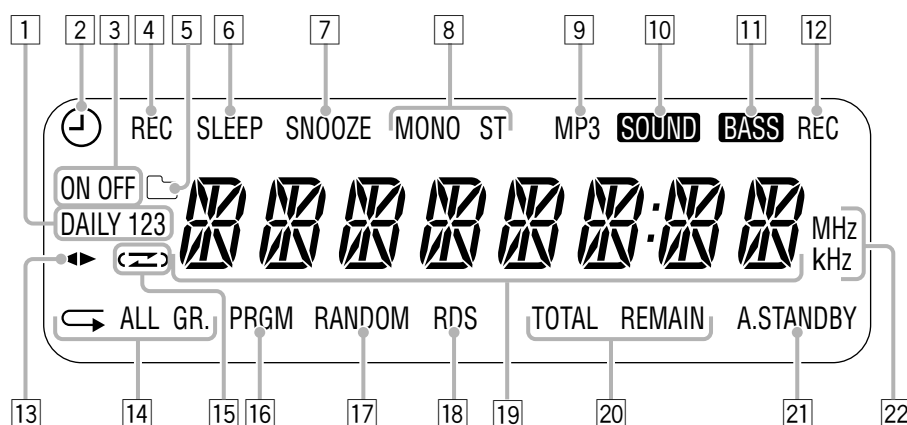 1 2 3 4 5 6 7 8 9 10 11 12
REC SLEEP SNOOZE MONO ST MP3 SOUND BASS REC
ON OFF
DAILY 123
MHz
kHz
ALL GR. PRGM RANDOM RDS TOTAL REMAIN A.STANDBY
13 14 15 16 17 18 19 20 21 22